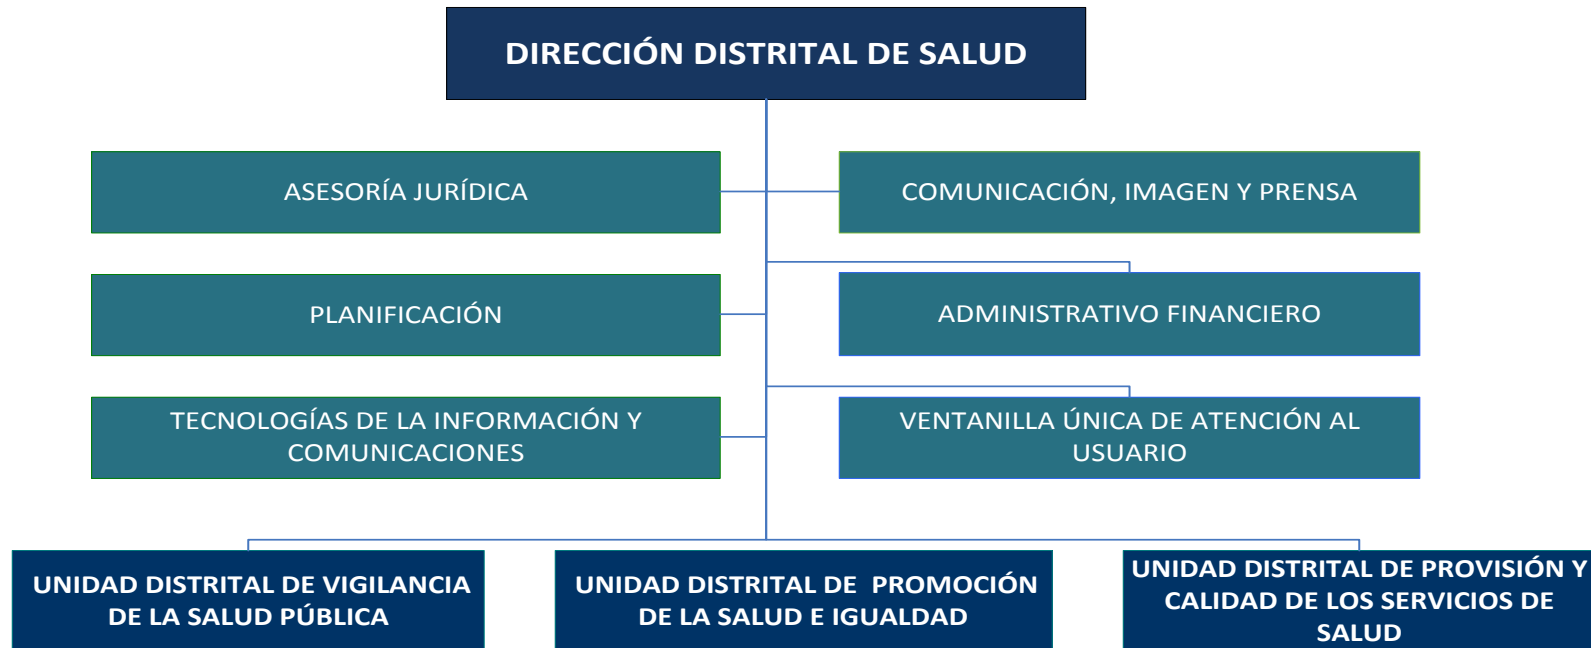 DIRECCIÓN DISTRITAL DE SALUD
ASESORÍA JURÍDICA
COMUNICACIÓN, IMAGEN Y PRENSA
PLANIFICACIÓN
ADMINISTRATIVO FINANCIERO
TECNOLOGÍAS DE LA INFORMACIÓN Y
COMUNICACIONES
VENTANILLA ÚNICA DE ATENCIÓN AL
USUARIO
UNIDAD DISTRITAL DE VIGILANCIA
DE LA SALUD PÚBLICA
UNIDAD DISTRITAL DE PROMOCIÓN
DE LA SALUD E IGUALDAD
UNIDAD DISTRITAL DE PROVISIÓN Y
CALIDAD DE LOS SERVICIOS DE
SALUD